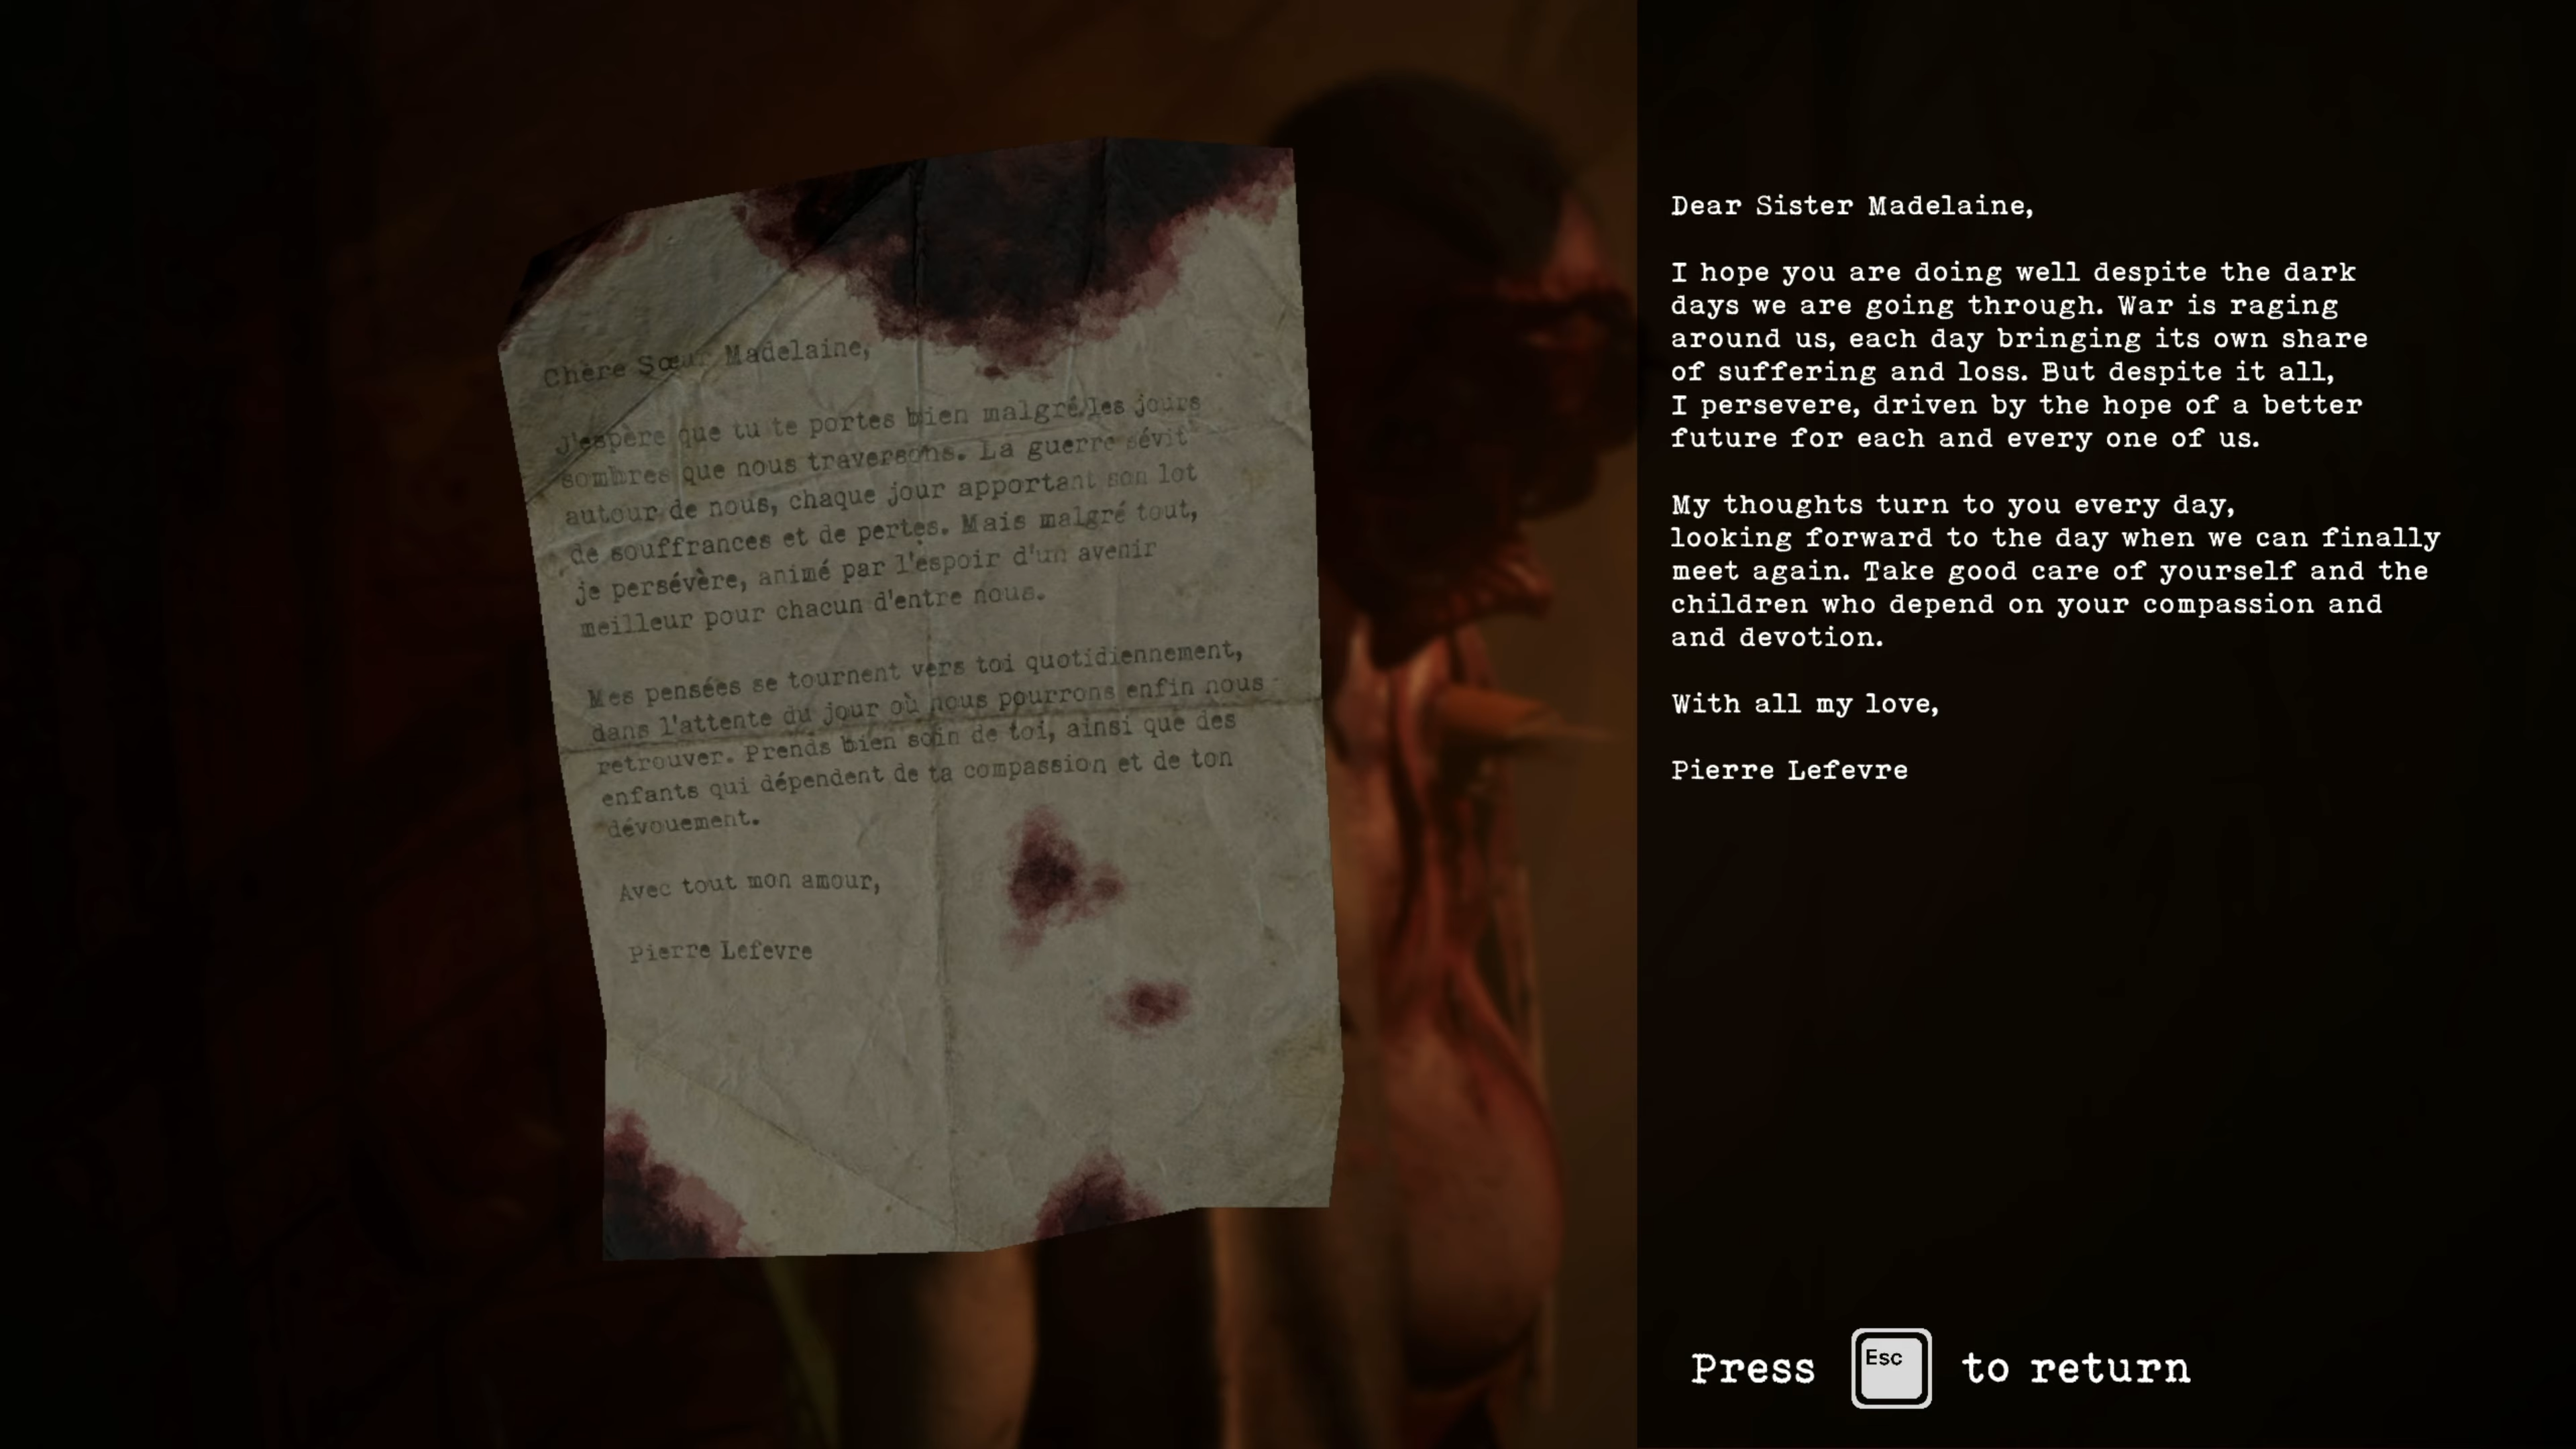 Chère Sœur Madelaine,
J'espère que tu te portes bien malgré les jours
sombres que nous traversons. La guerre sévit
autour de nous, chaque jour apportant son lot
de souffrances et de pertes. Mais malgré tout,
je persévère, animé par l'espoir d'un avenir
meilleur pour chacun d'entre nous.
Mes pensées se tournent vers toi quotidiennement,
dans l'attente du jour où nous pourrons enfin nous
retrouver. Prends bien soin de toi, ainsi que des
enfants qui dépendent de ta compassion et de ton
dévouement.
Avec tout mon amour,
Pierre Lefevre
Dear Sister Madelaine,
I hope you are doing well despite the dark
days we are going through. War is raging
around us, each day bringing its own share
of suffering and loss. But despite it all,
I persevere, driven by the hope of a better
future for each and every one of us.
My thoughts turn to you every day,
looking forward to the day when we can finally
meet again. Take good care of yourself and the
children who depend on your compassion and
and devotion.
With all my love,
Pierre Lefevre
Press Esc to return